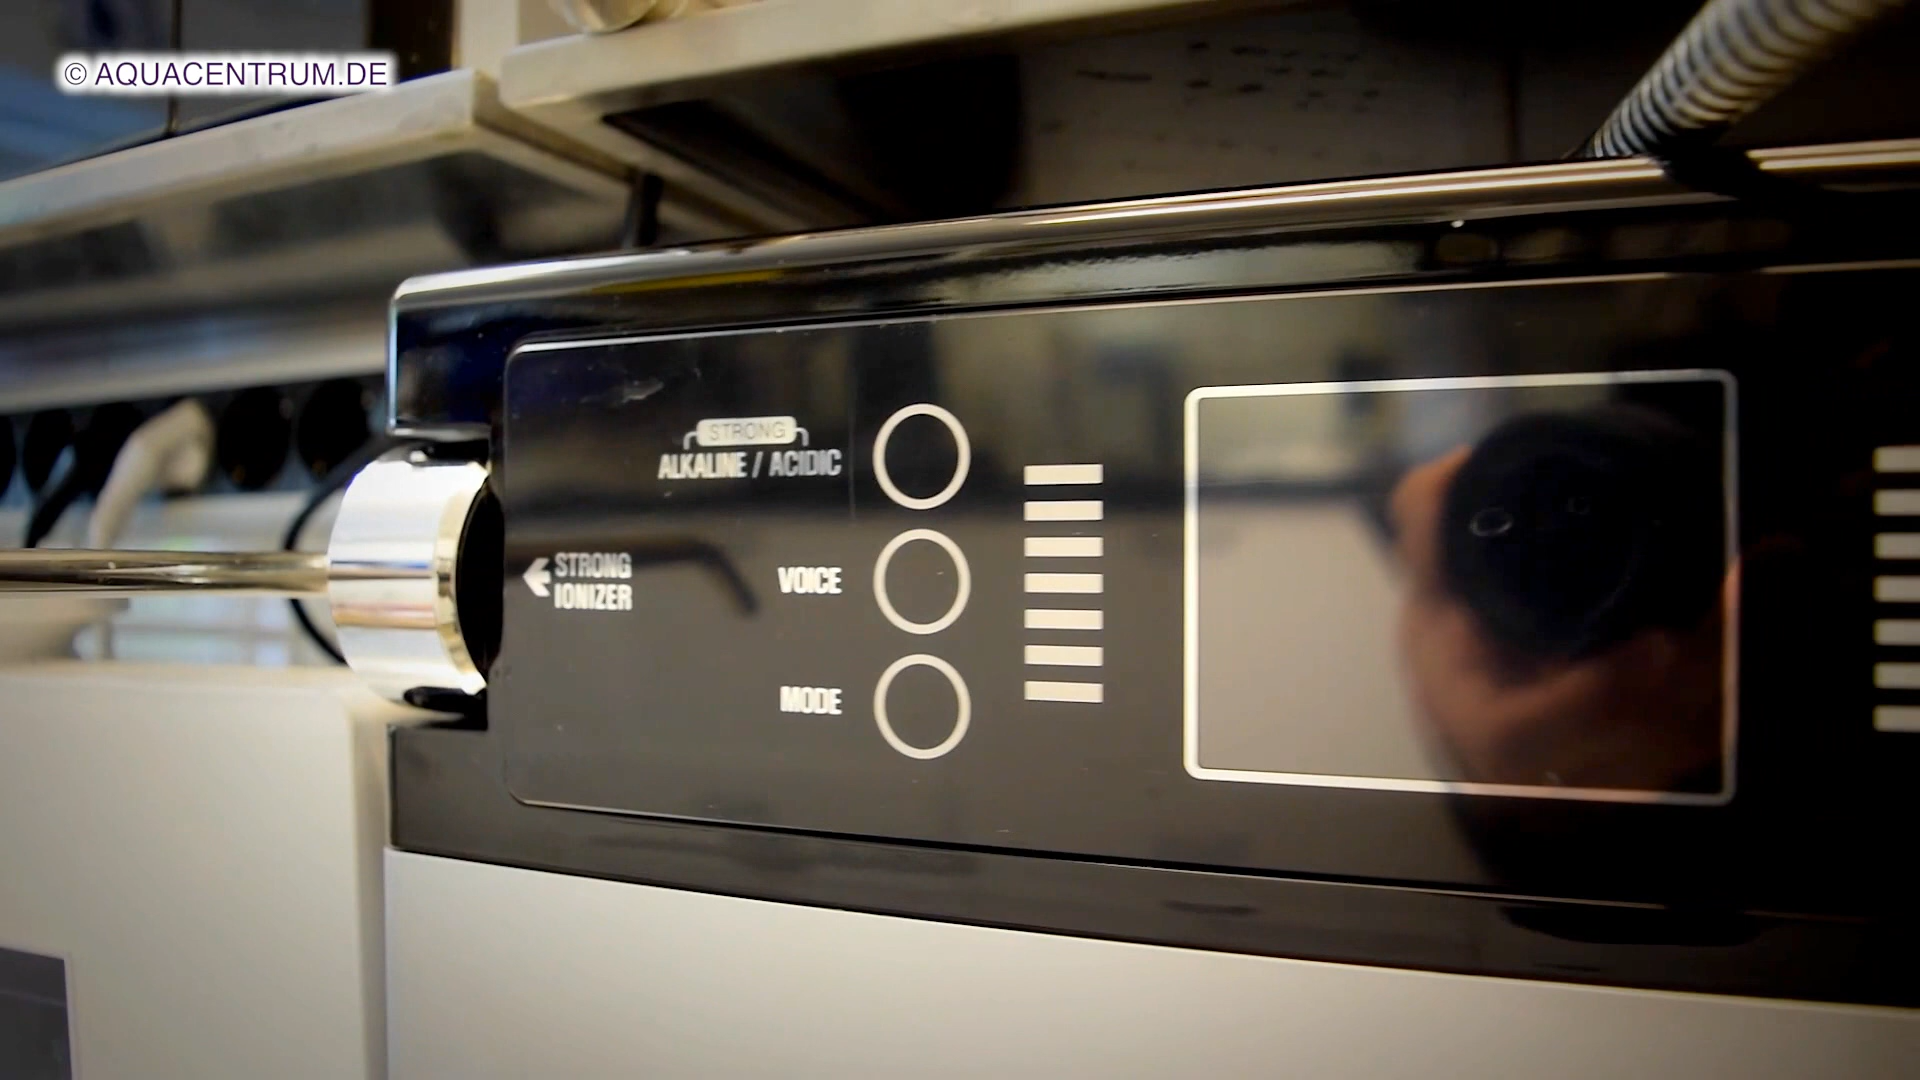 © AQUACENTRUM.DE
STRONG
ALKALINE / ACIDIC
STRONG
IONIZER
VOICE
MODE